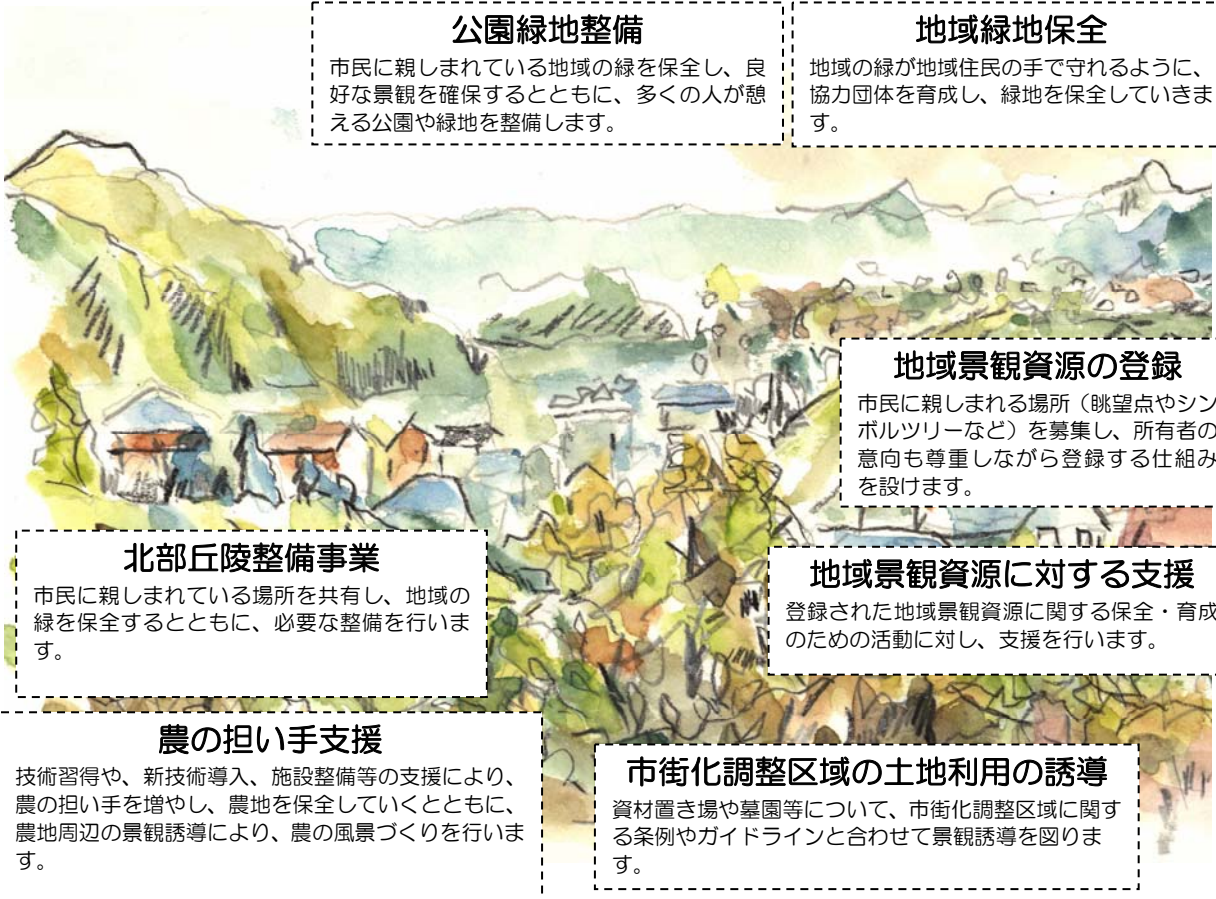 公園緑地整備
市民に親しまれている地域の緑を保全し、良
好な景観を確保するとともに、多くの人が憩
える公園や緑地を整備します。
地域緑地保全
地域の緑が地域住民の手で守れるように、
協力団体を育成し、緑地を保全していきま
す。
地域景観資源の登録
市民に親しまれる場所（眺望点やシン
ボルツリーなど）を募集し、所有者の
意向も尊重しながら登録する仕組み
を設けます。
北部丘陵整備事業
市民に親しまれている場所を共有し、地域の
緑を保全するとともに、必要な整備を行いま
す。
地域景観資源に対する支援
登録された地域景観資源に関する保全・育成
のための活動に対し、支援を行います。
農の担い手支援
技術習得や、新技術導入、施設整備等の支援により、
農の担い手を増やし、農地を保全していくとともに、
農地周辺の景観誘導により、農の風景づくりを行いま
す。
市街化調整区域の土地利用の誘導
資材置き場や墓園等について、市街化調整区域に関す
る条例やガイドラインと合わせて景観誘導を図りま
す。